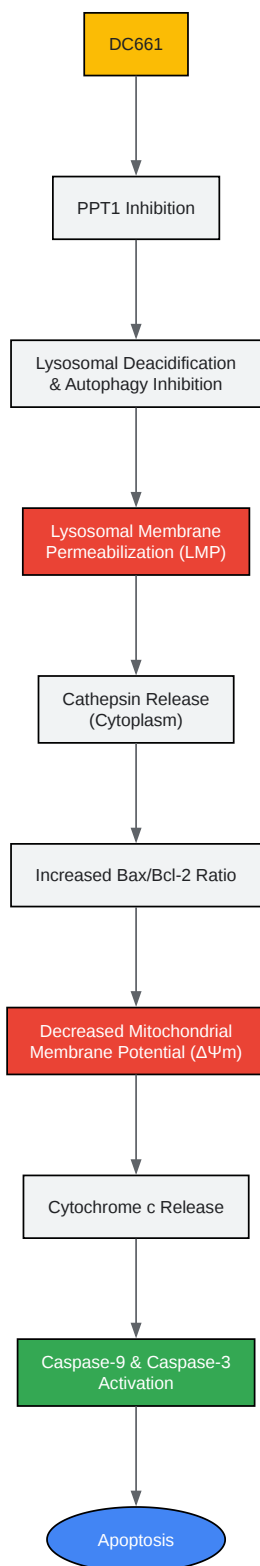 DC661
PPT1 Inhibition
Lysosomal Deacidification
& Autophagy Inhibition
Lysosomal Membrane
Permeabilization (LMP)
Cathepsin Release
(Cytoplasm)
Increased Bax/Bcl-2 Ratio
Decreased Mitochondrial
Membrane Potential (ΔΨm)
Cytochrome c Release
Caspase-9 & Caspase-3
Activation
Apoptosis